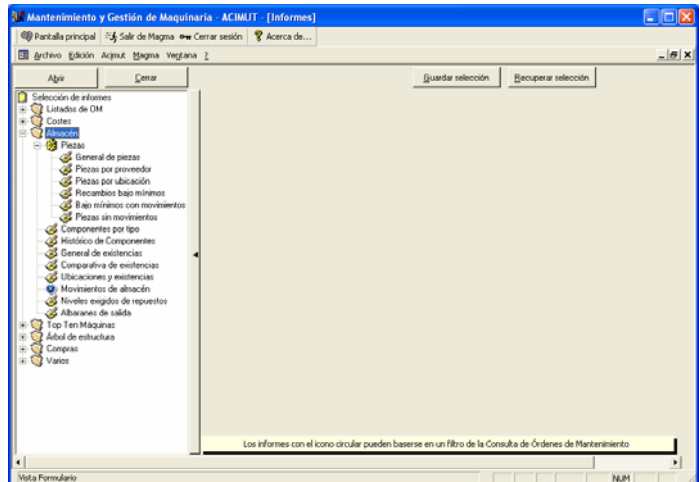 Mantenimiento y Gestión de Maquinaria - ACIMUT - [Informes]
Pantalla principal Salir de Magma Cerrar sesión Acerca de...
Archivo Edición Acimut Magma Ventana ?
Abrir Cerrar Guardar selección Recuperar selección
Selección de informes
Listados de OM
Costes
Almacén
Piezas
General de piezas
Piezas por proveedor
Piezas por ubicación
Recambios bajo mínimos
Bajo mínimos con movimientos
Piezas sin movimientos
Componentes por tipo
Histórico de Componentes
General de existencias
Comparativa de existencias
Ubicaciones y existencias
Movimientos de almacén
Niveles exigidos de repuestos
Albaranes de salida
Top Ten Máquinas
Árbol de estructura
Compras
Varios
Los informes con el icono circular pueden baserse en un filtro de la Consulta de Órdenes de Mantenimiento
Vista Formulario NUM